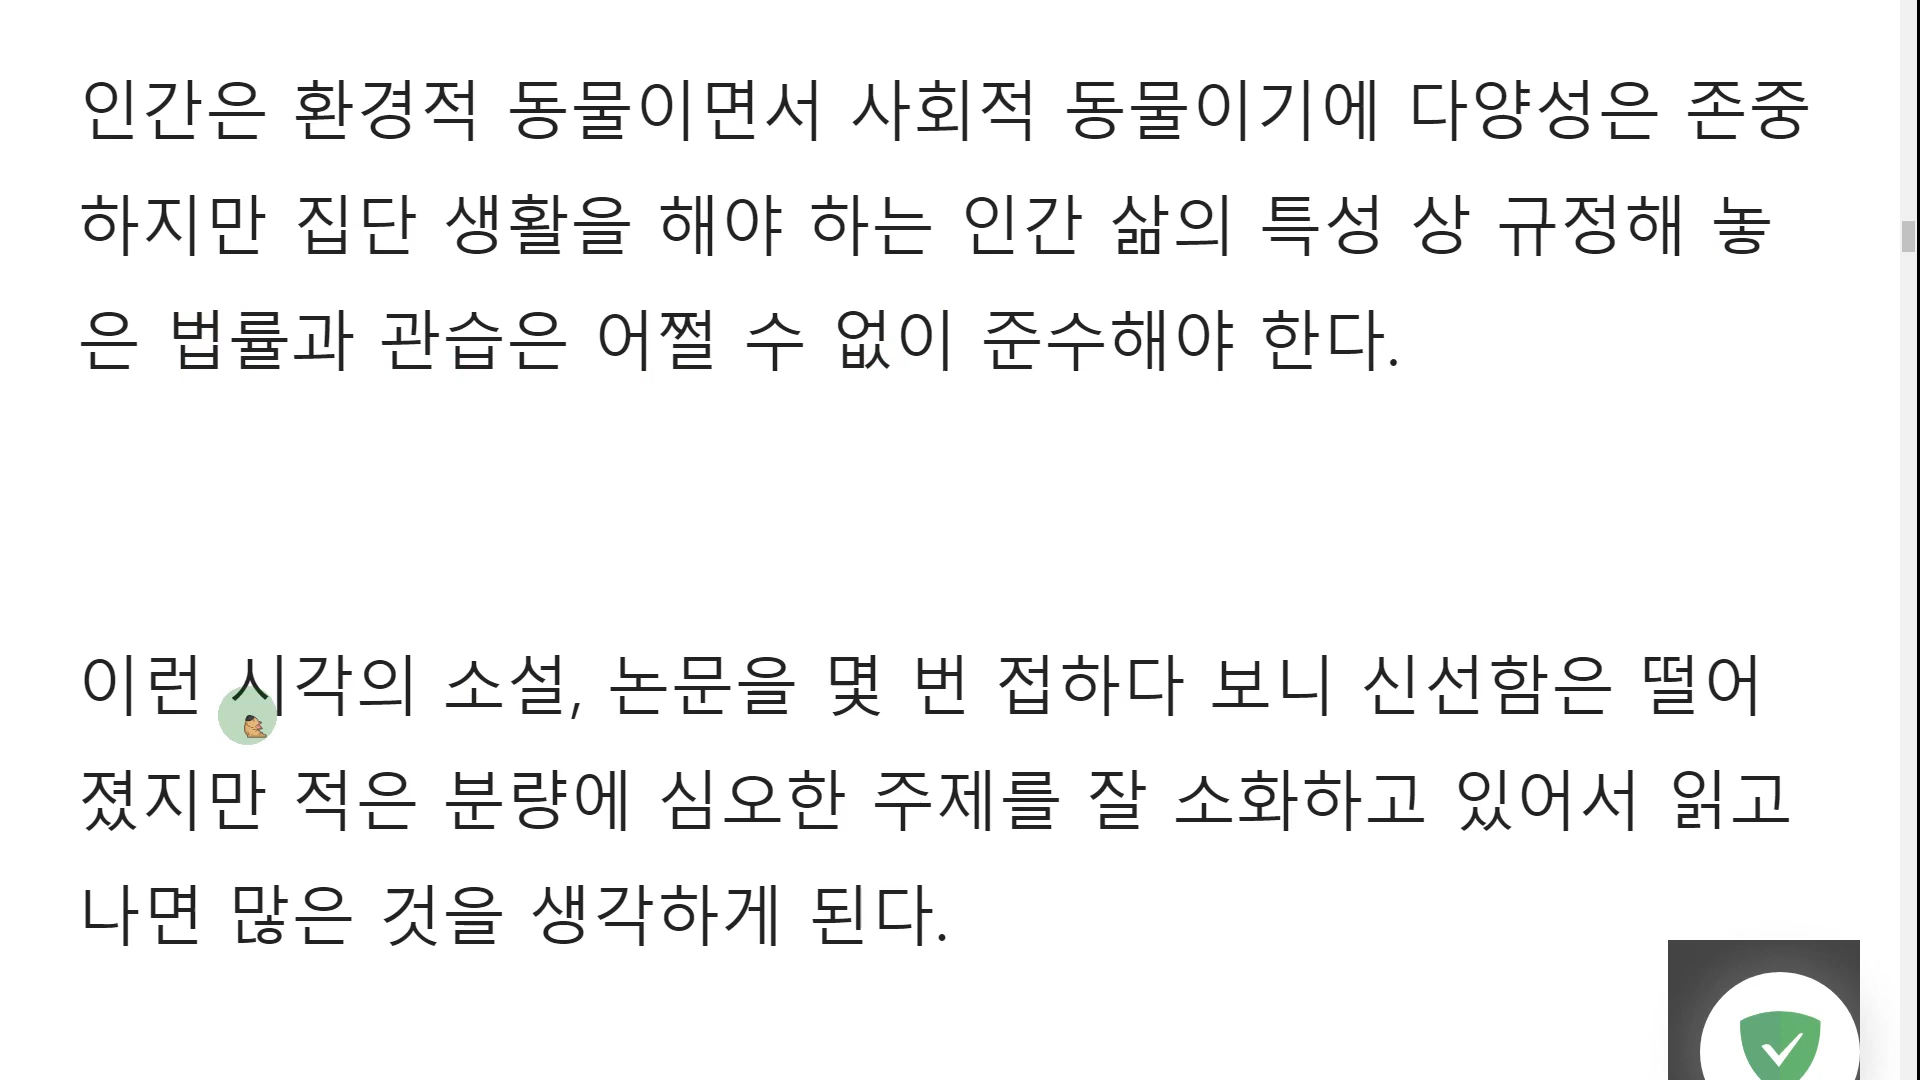 인간은 환경적 동물이면서 사회적 동물이기에 다양성은 존중
하지만 집단 생활을 해야 하는 인간 삶의 특성 상 규정해 놓
은 법률과 관습은 어쩔 수 없이 준수해야 한다.
이런 시각의 소설, 논문을 몇 번 접하다 보니 신선함은 떨어
졌지만 적은 분량에 심오한 주제를 잘 소화하고 있어서 읽고
나면 많은 것을 생각하게 된다.